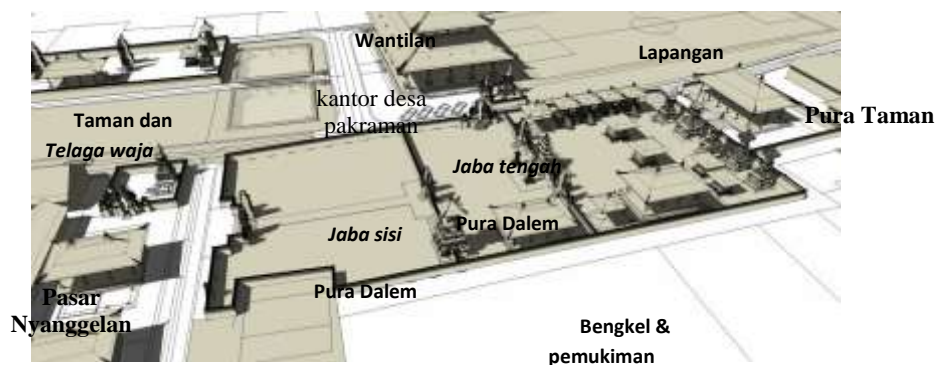 Wantilan
Lapangan
kantor desa
pakraman
Pura Taman
Taman dan
Telaga waja
Jaba tengah
Jaba sisi
Pura Dalem
Pura Dalem
Pasar
Nyanggelan
Bengkel &
pemukiman